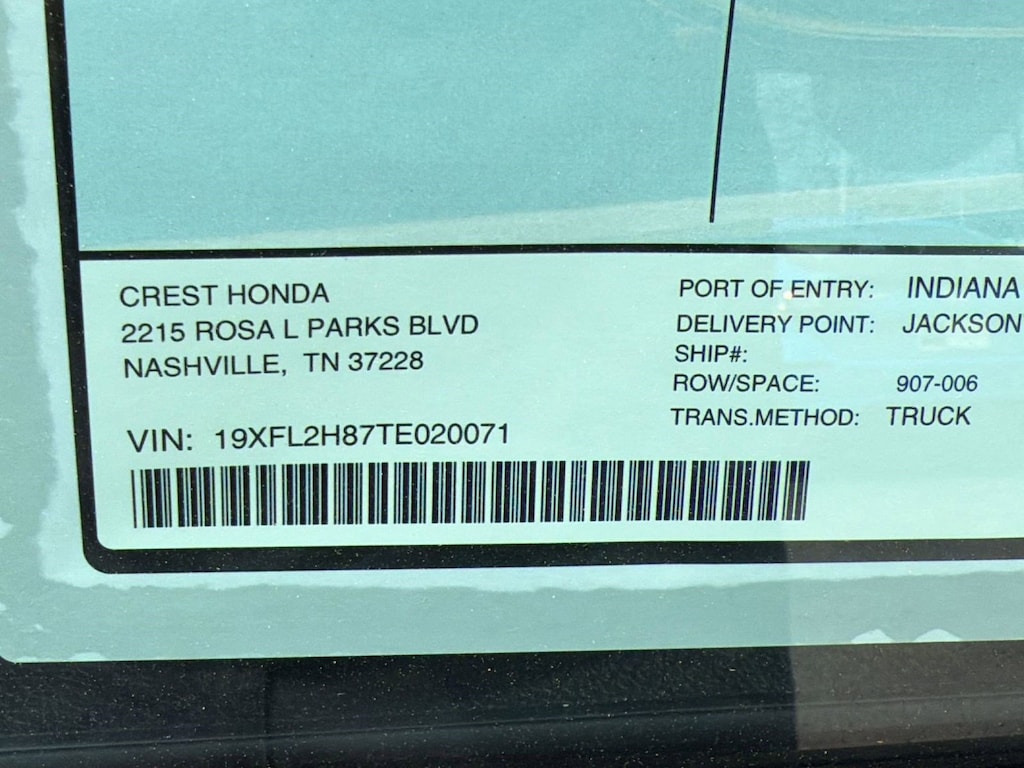 CREST HONDA
2215 ROSA L PARKS BLVD
NASHVILLE, TN 37228
VIN: 19XFL2H87TE020071
PORT OF ENTRY: INDIANA
DELIVERY POINT: JACKSON
SHIP#:
ROW/SPACE: 907-006
TRANS.METHOD: TRUCK